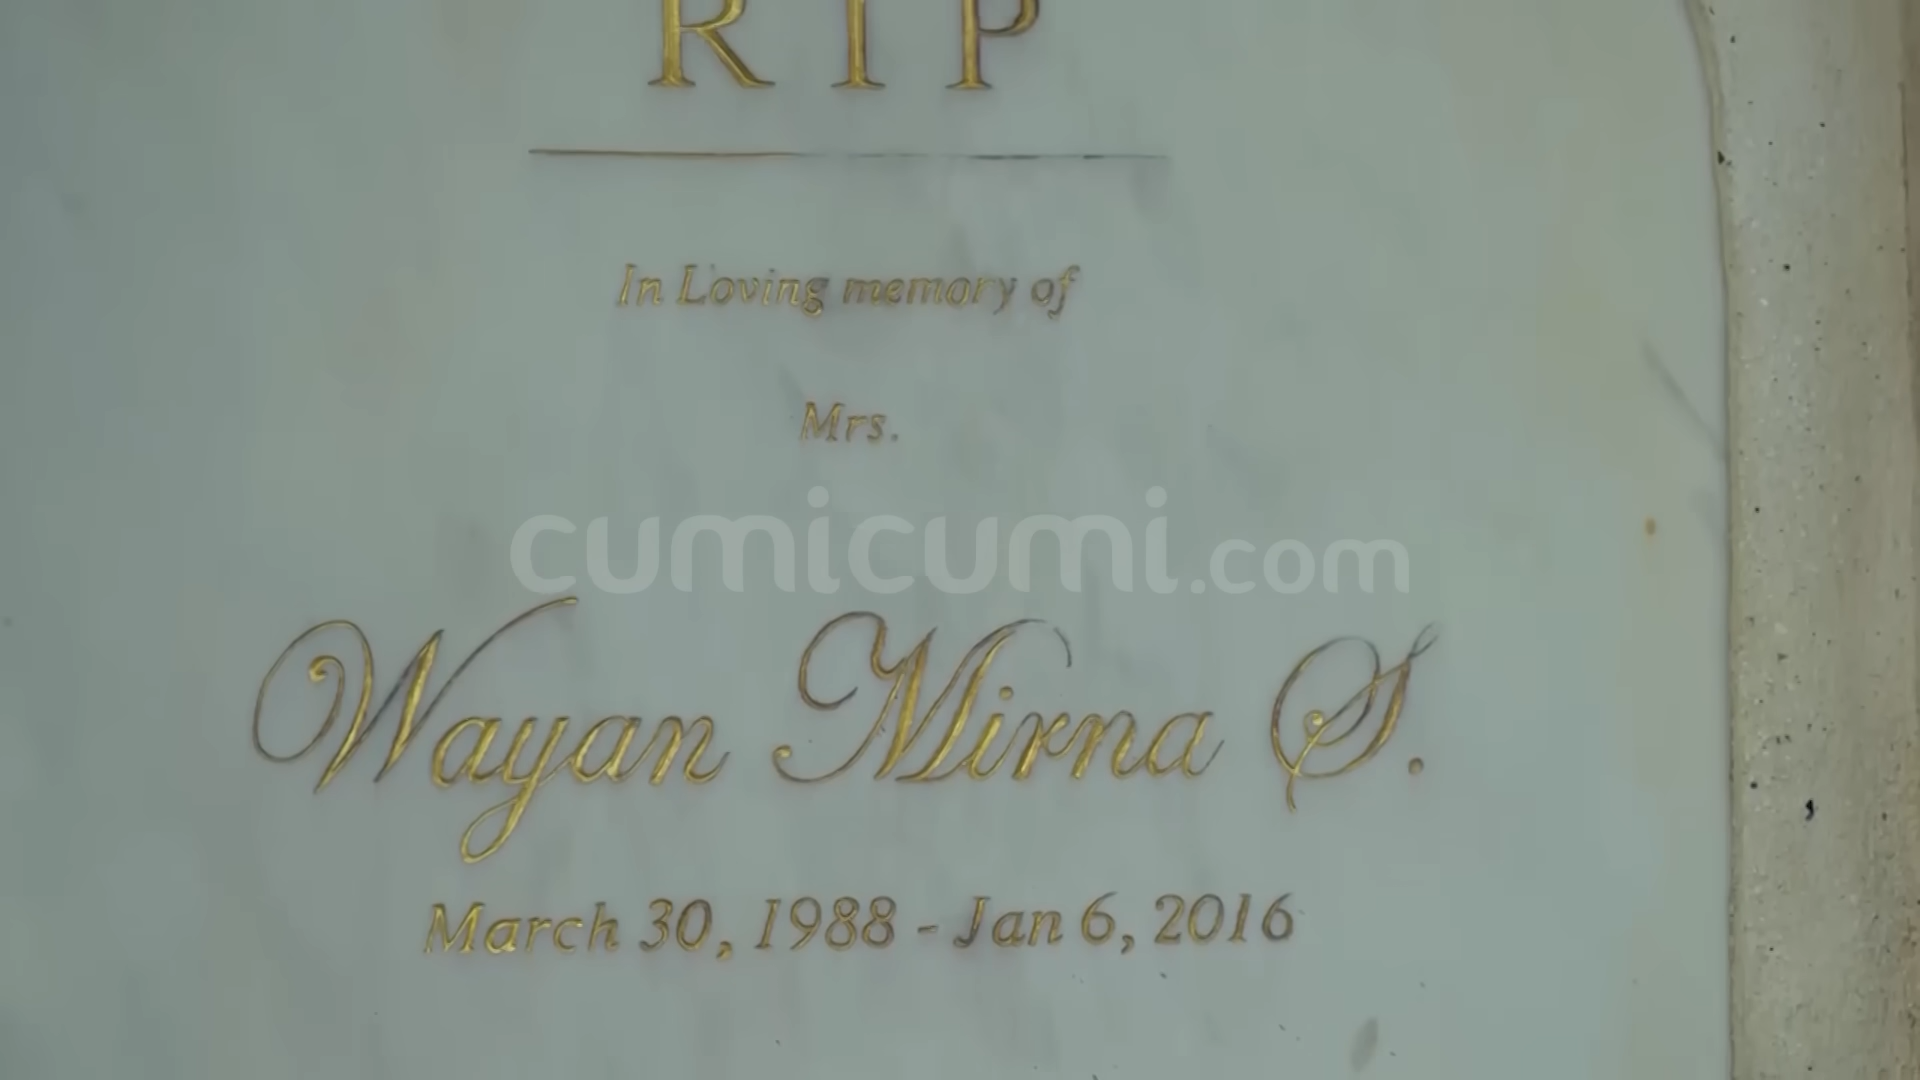 RIP
In Loving memory of
Mrs.
cumicumi.com
Wayan Mirna S.
March 30, 1988 - Jan 6, 2016